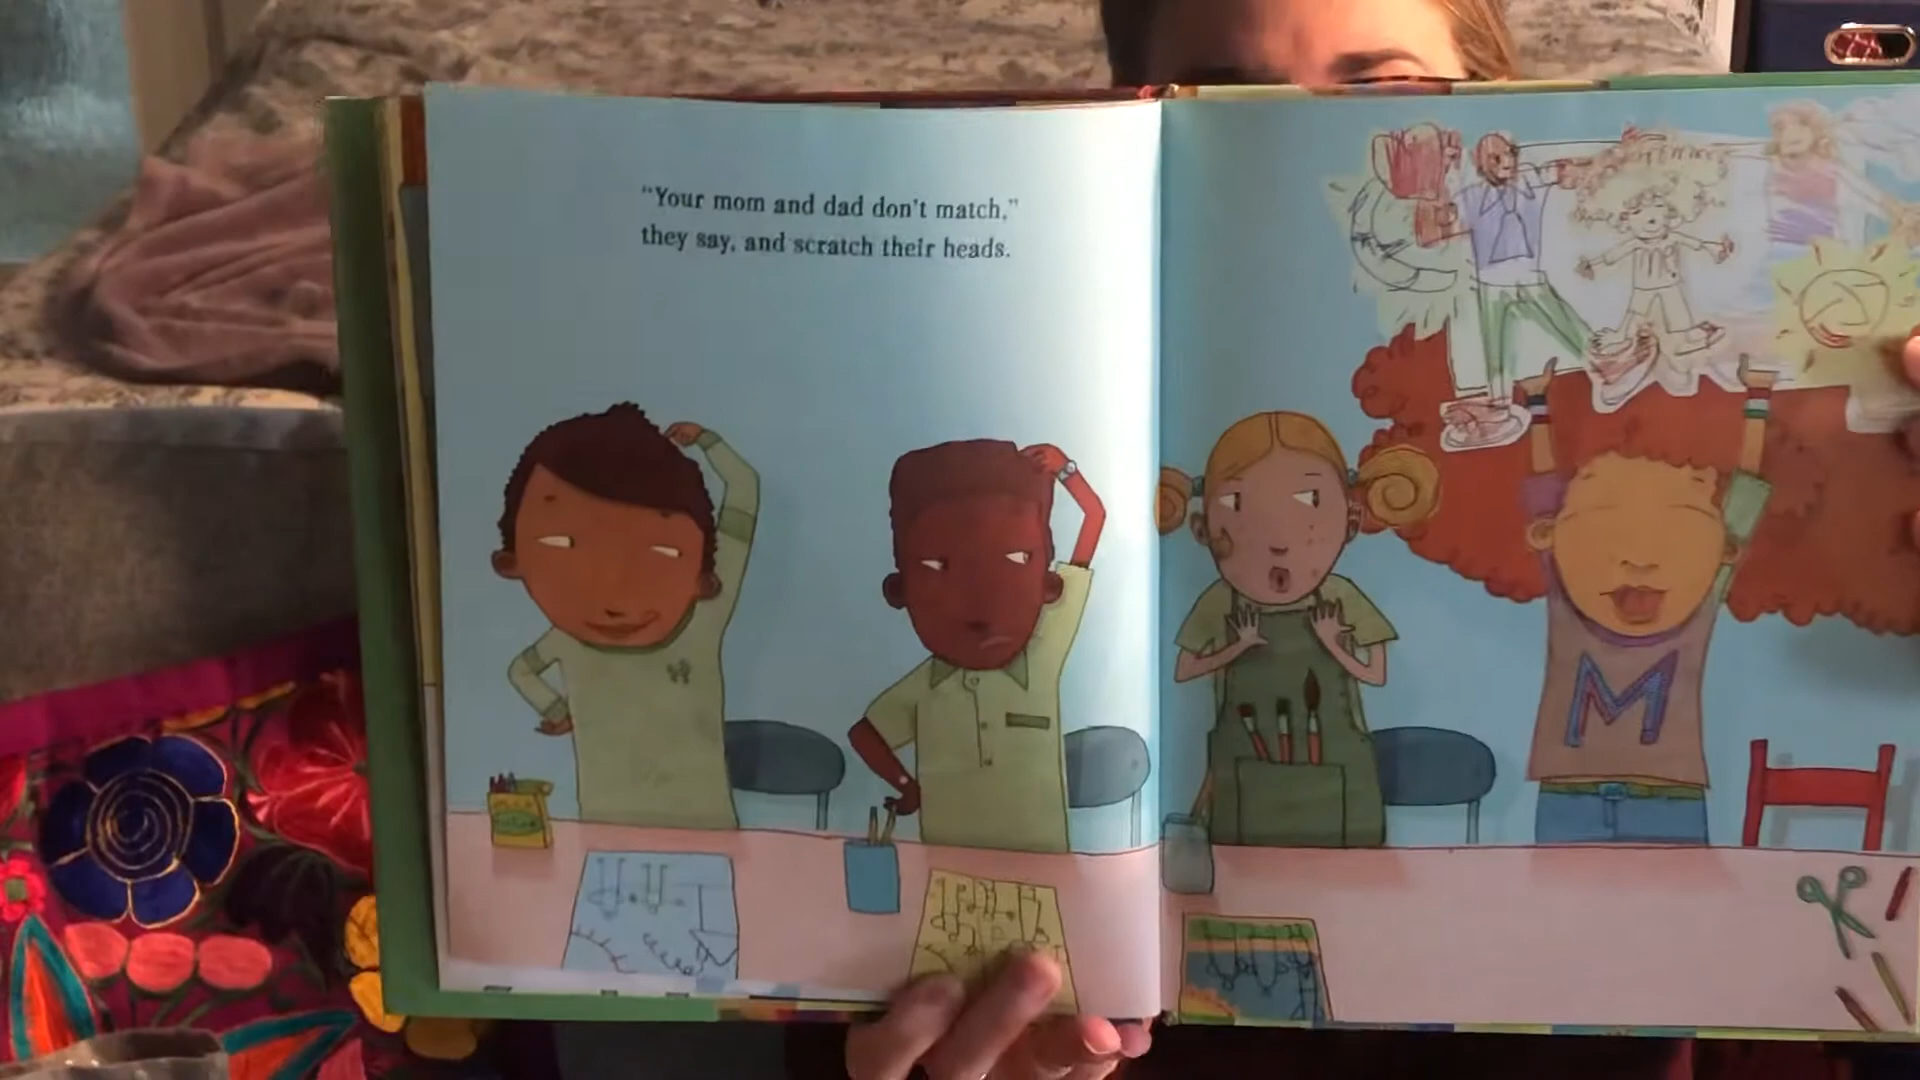 "Your mom and dad don't match,"
they say, and scratch their heads.
M